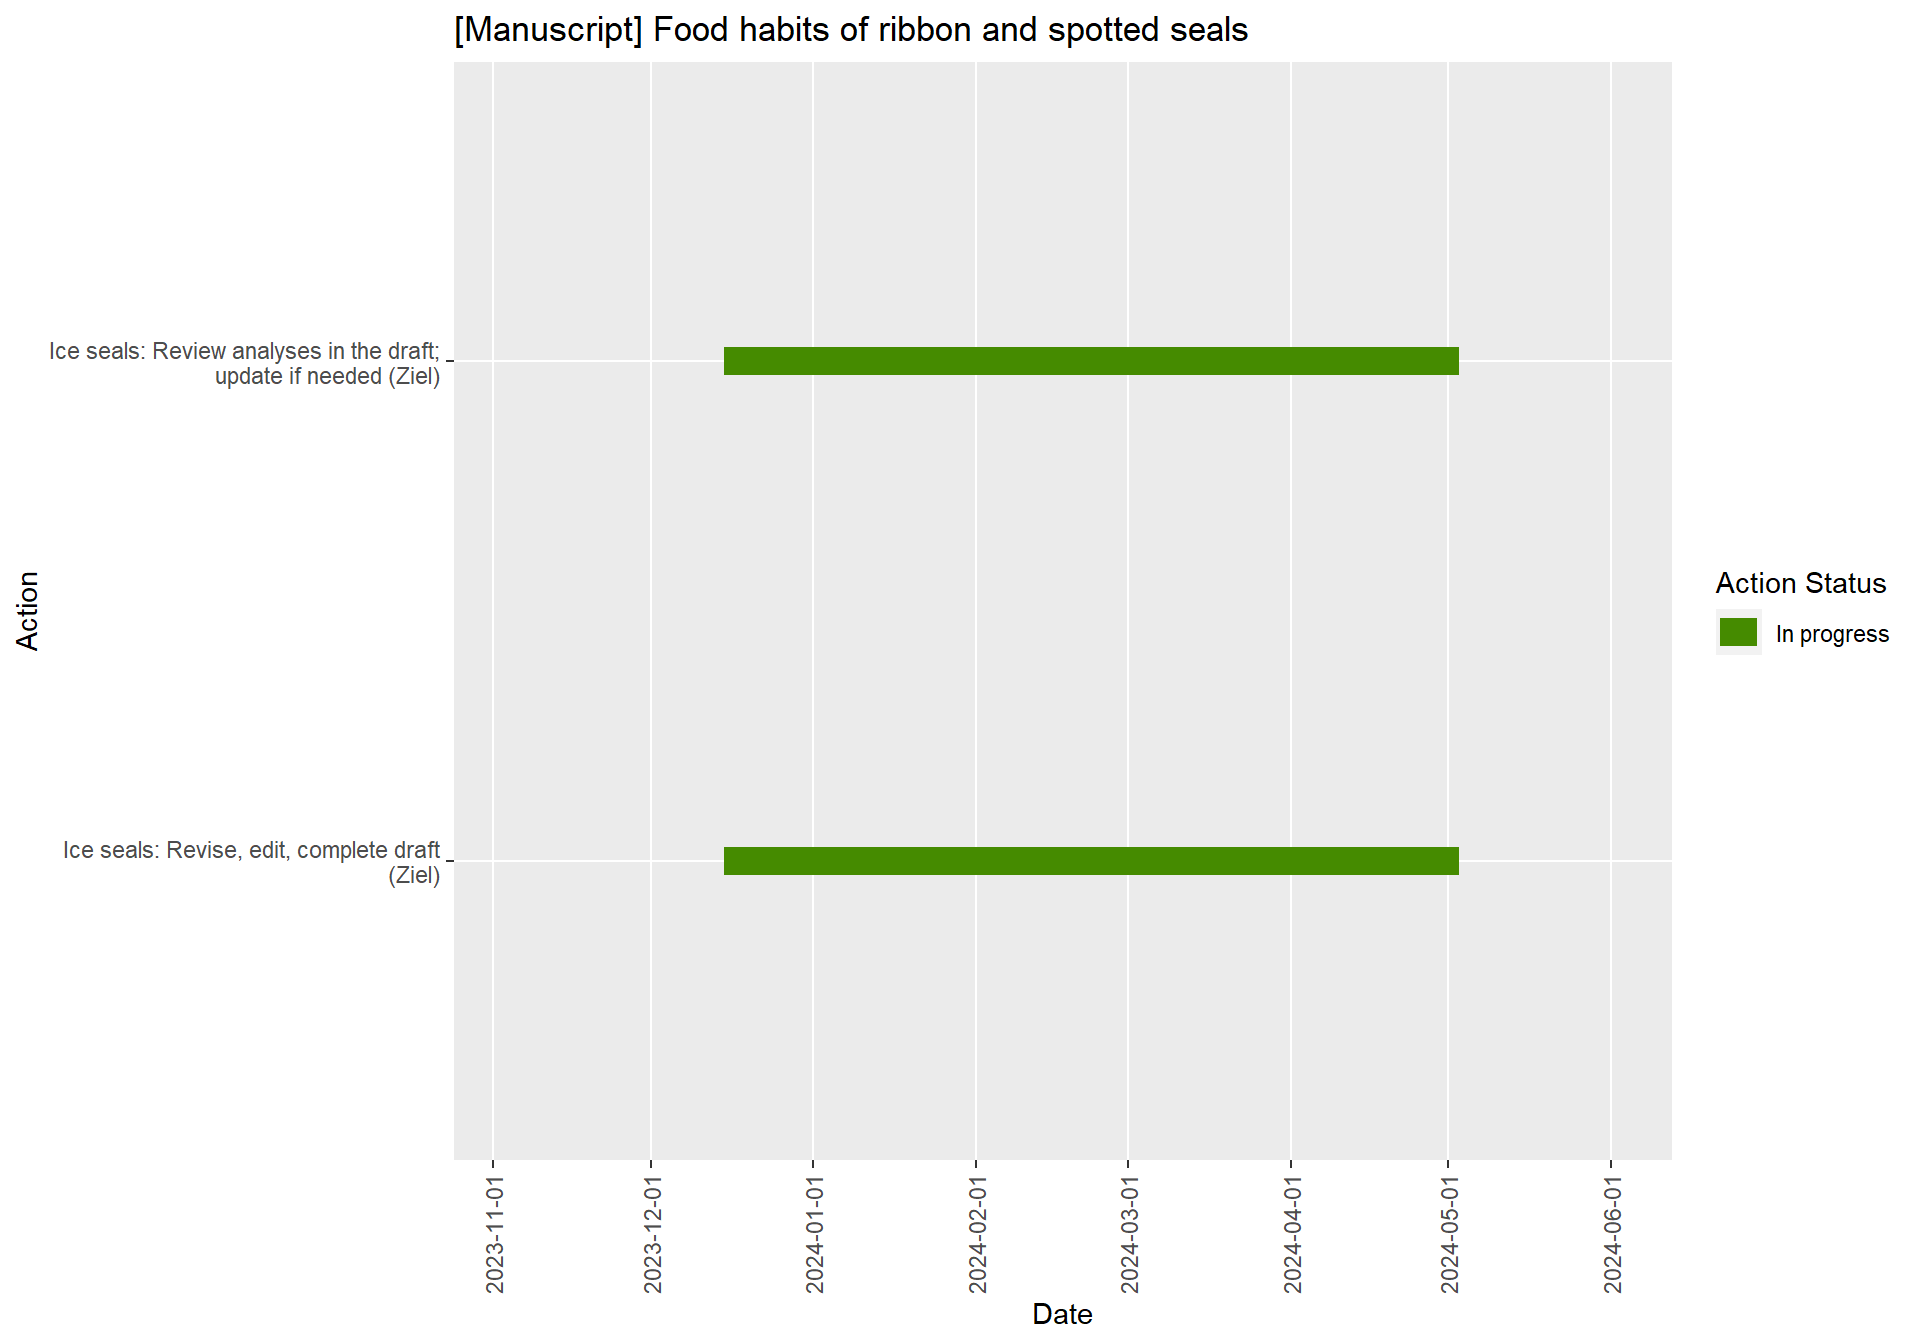 [Manuscript] Food habits of ribbon and spotted seals
Ice seals: Review analyses in the draft;
update if needed (Ziel)
Action
Ice seals: Revise, edit, complete draft
(Ziel)
Action Status
In progress
2023-11-01
2023-12-01
2024-01-01
2024-02-01
2024-03-01
2024-04-01
2024-05-01
2024-06-01
Date